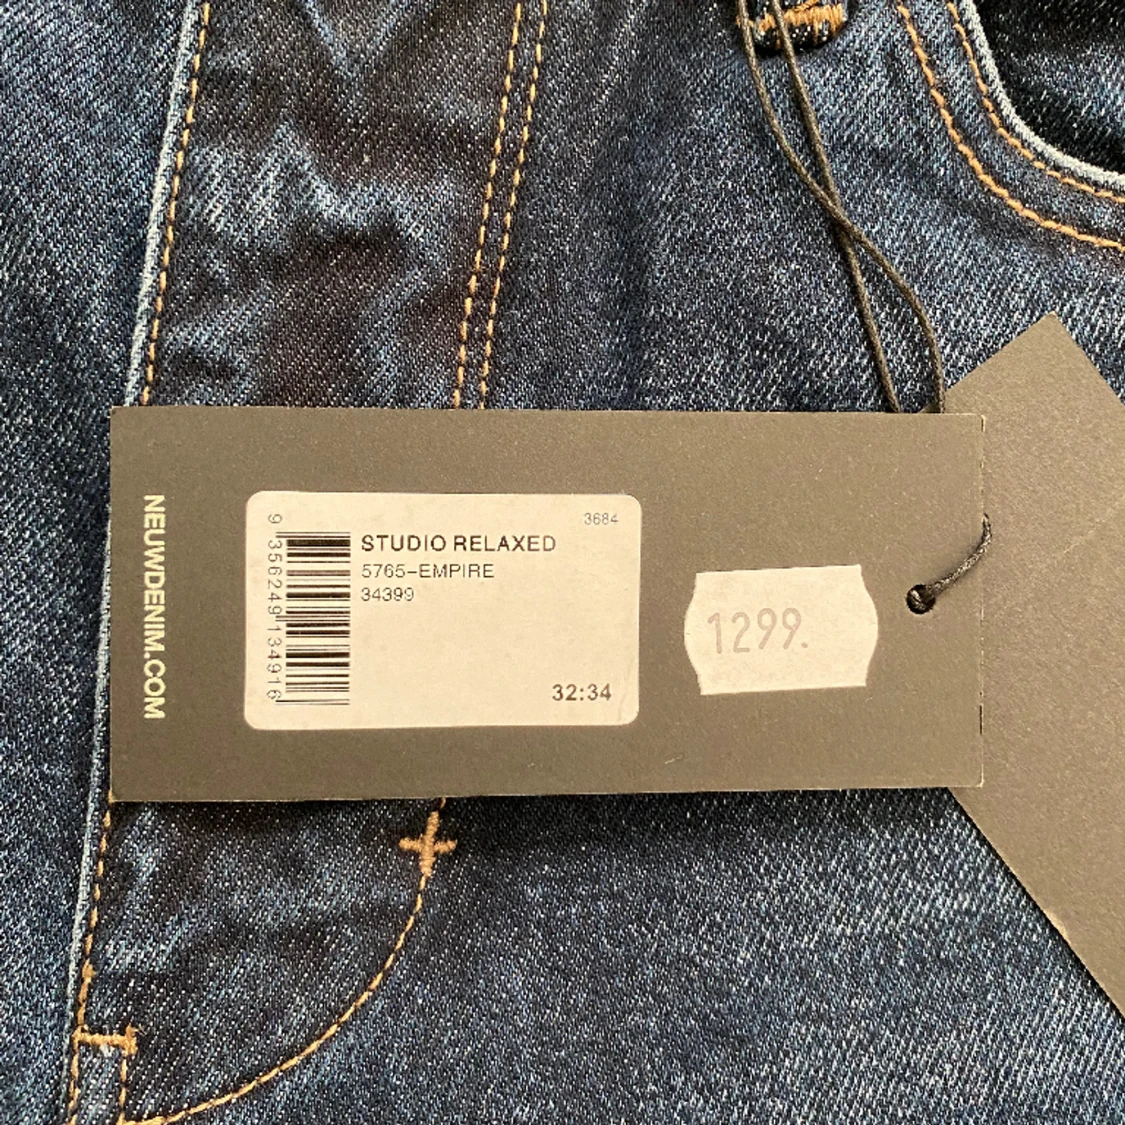 NEUWDENIM.COM
9 356249 134916
3684
STUDIO RELAXED
5765-EMPIRE
34399
32:34
1299.